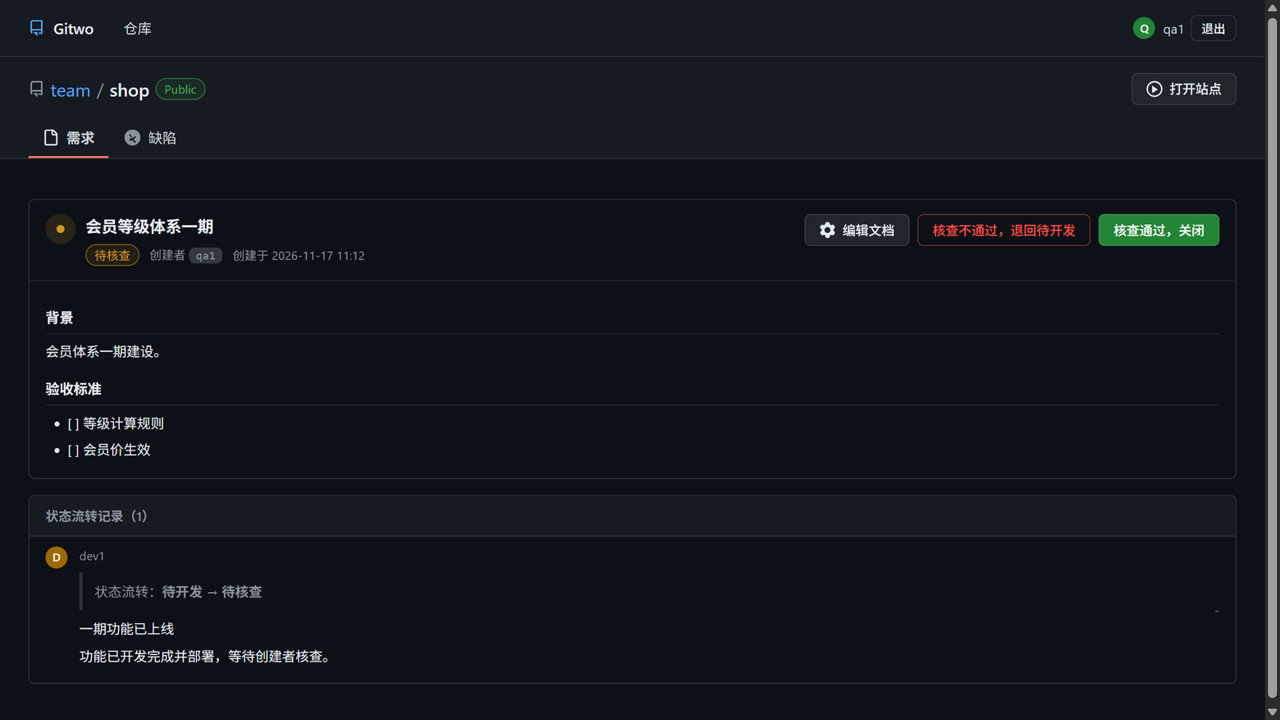 Gitwo 仓库 Q qa1 退出
team / shop Public 打开站点
需求 缺陷
会员等级体系一期 编辑文档 核查不通过，退回待开发 核查通过，关闭
待核查 创建者 qa1 创建于 2026-11-17 11:12
背景
会员体系一期建设。
验收标准
[ ] 等级计算规则
[ ] 会员价生效
状态流转记录（1）
D dev1
状态流转：待开发 → 待核查
-
一期功能已上线
功能已开发完成并部署，等待创建者核查。